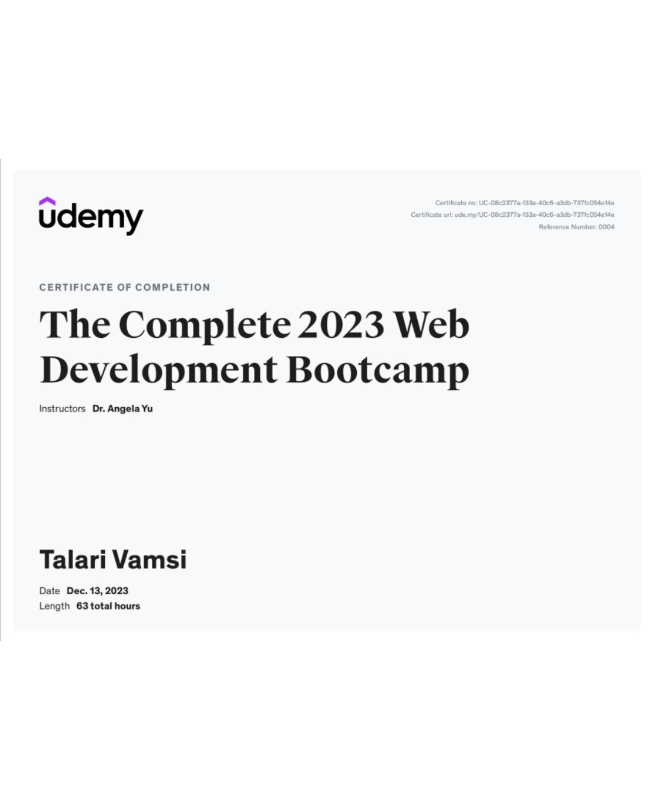 udemy
Certificate no: UC-08c2377a-133a-40c6-a3db-737fc054e14e
Certificate url: ude.my/UC-08c2377a-133a-40c6-a3db-737fc054e14e
Reference Number: 0004
CERTIFICATE OF COMPLETION
The Complete 2023 Web
Development Bootcamp
Instructors Dr. Angela Yu
Talari Vamsi
Date Dec. 13, 2023
Length 63 total hours